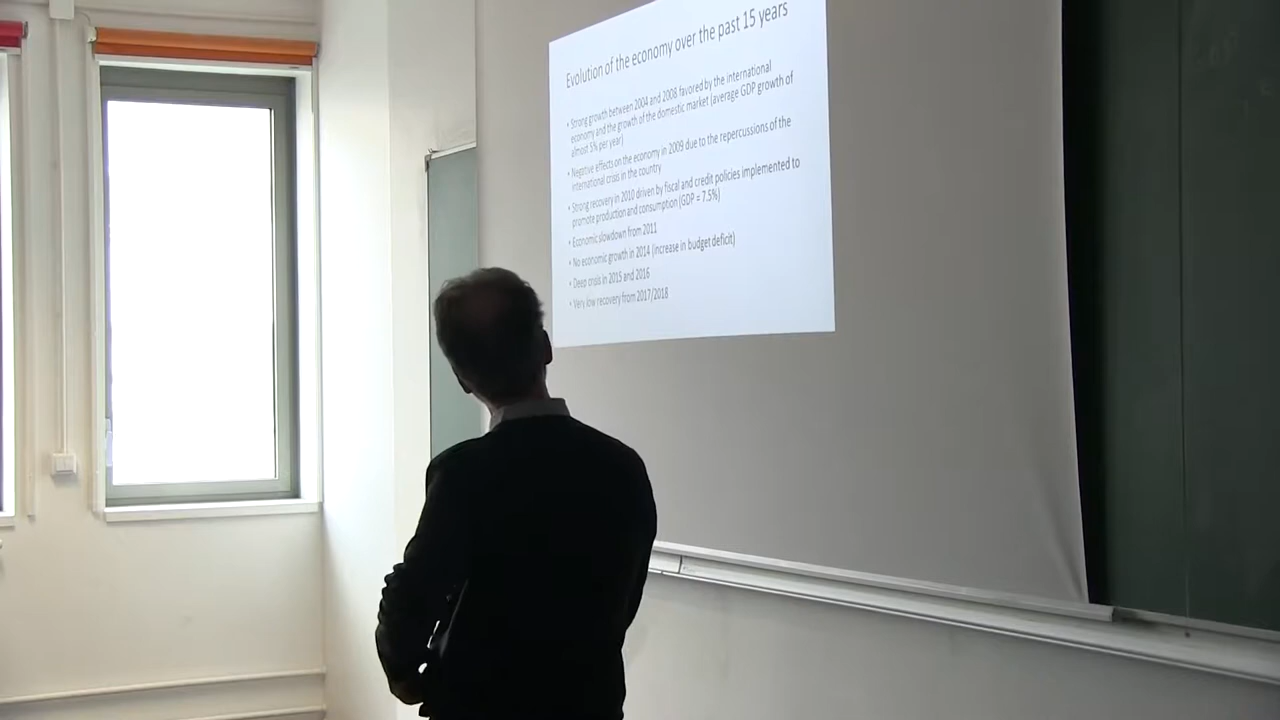 Evolution of the economy over the past 15 years
• Strong growth between 2004 and 2008 favored by the international
economy and the growth of the domestic market (average GDP growth of
almost 5% per year)
• Negative effects on the economy in 2009 due to the repercussions of the
international crisis in the country
• Strong recovery in 2010 driven by fiscal and credit policies implemented to
promote production and consumption (GDP = 7.5%)
• Economic slowdown from 2011
• No economic growth in 2014 (increase in budget deficit)
• Deep crisis in 2015 and 2016
• Very low recovery from 2017/2018